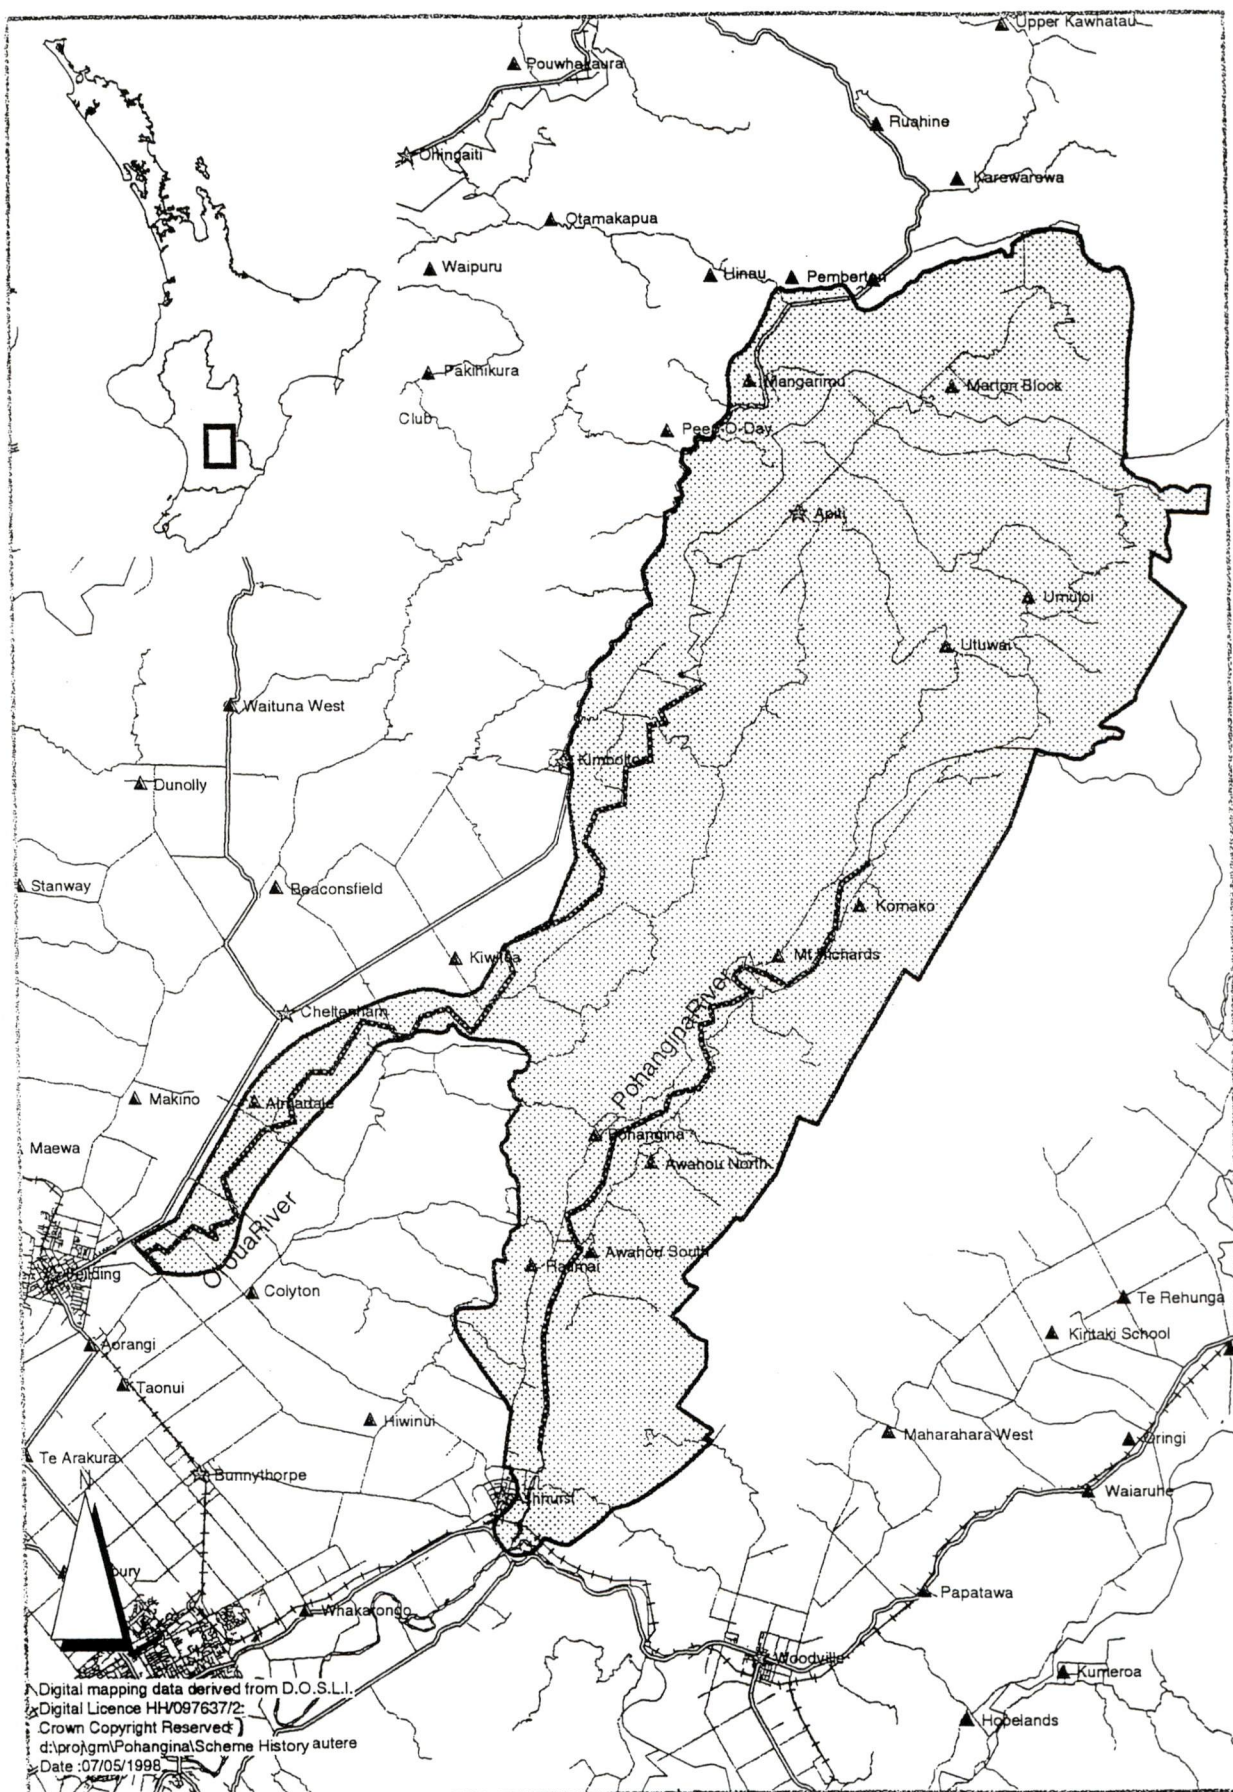 Upper Kawhatau
Pouwhakaura
Ruahine
Ohingaiti
Karewarewa
Otamakapua
Waipuru
Hinau
Pemberton
Pakihikura
Mangarimu
Marton Block
Club
Peep-O-Day
Apiti
Umutoi
Utuwai
Waituna West
Kimbolton
Dunolly
Stanway
Beaconsfield
Komako
Kiwitea
Mt Richards
Cheltenham
PohanginaRiver
Makino
Almadale
Pohangina
Maewa
Awahou North
OrouaRiver
Awahou South
Raumai
Feilding
Colyton
Te Rehunga
Kiritaki School
Aorangi
Taonui
Hiwinui
Maharahara West
Oringi
Te Arakura
Bunnythorpe
N
Waiaruhe
Ashhurst
bury
Papatawa
Whakarongo
Woodville
Kumeroa
Hopelands
Digital mapping data derived from D.O.S.L.I.
Digital Licence HH/097637/2:
Crown Copyright Reserved
d:\proj\gm\Pohangina\Scheme History autere
Date :07/05/1998